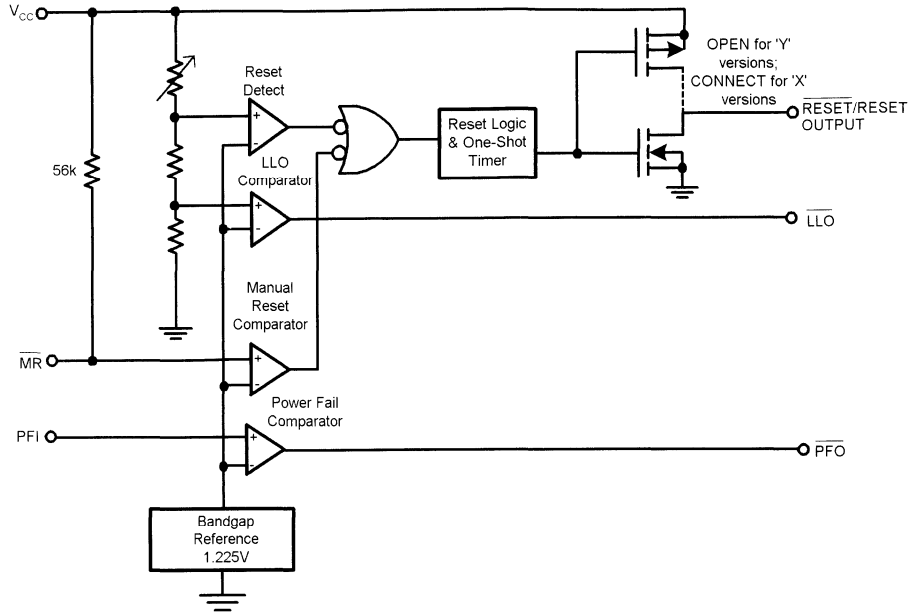 VCC
Reset
Detect
+
-
LLO
Comparator
+
-
56k
Manual
Reset
Comparator
+
-
MR
Power Fail
Comparator
PFI
+
-
Bandgap
Reference
1.225V
Reset Logic
& One-Shot
Timer
OPEN for 'Y'
versions;
CONNECT for 'X'
versions
RESET/RESET
OUTPUT
LLO
PFO